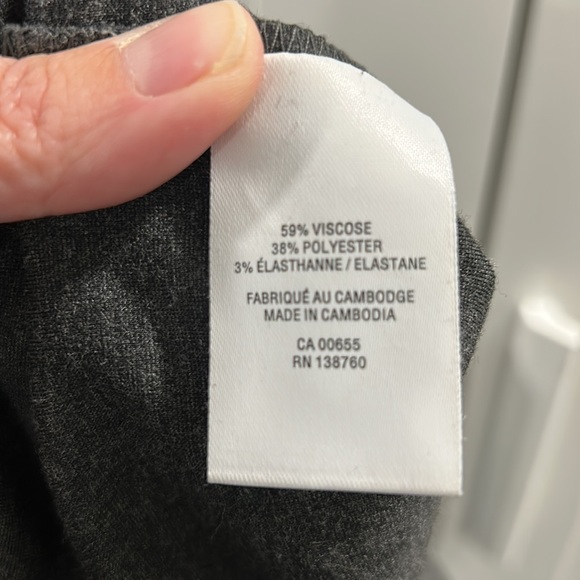 59% VISCOSE
38% POLYESTER
3% ÉLASTHANNE / ELASTANE
FABRIQUÉ AU CAMBODGE
MADE IN CAMBODIA
CA 00655
RN 138760